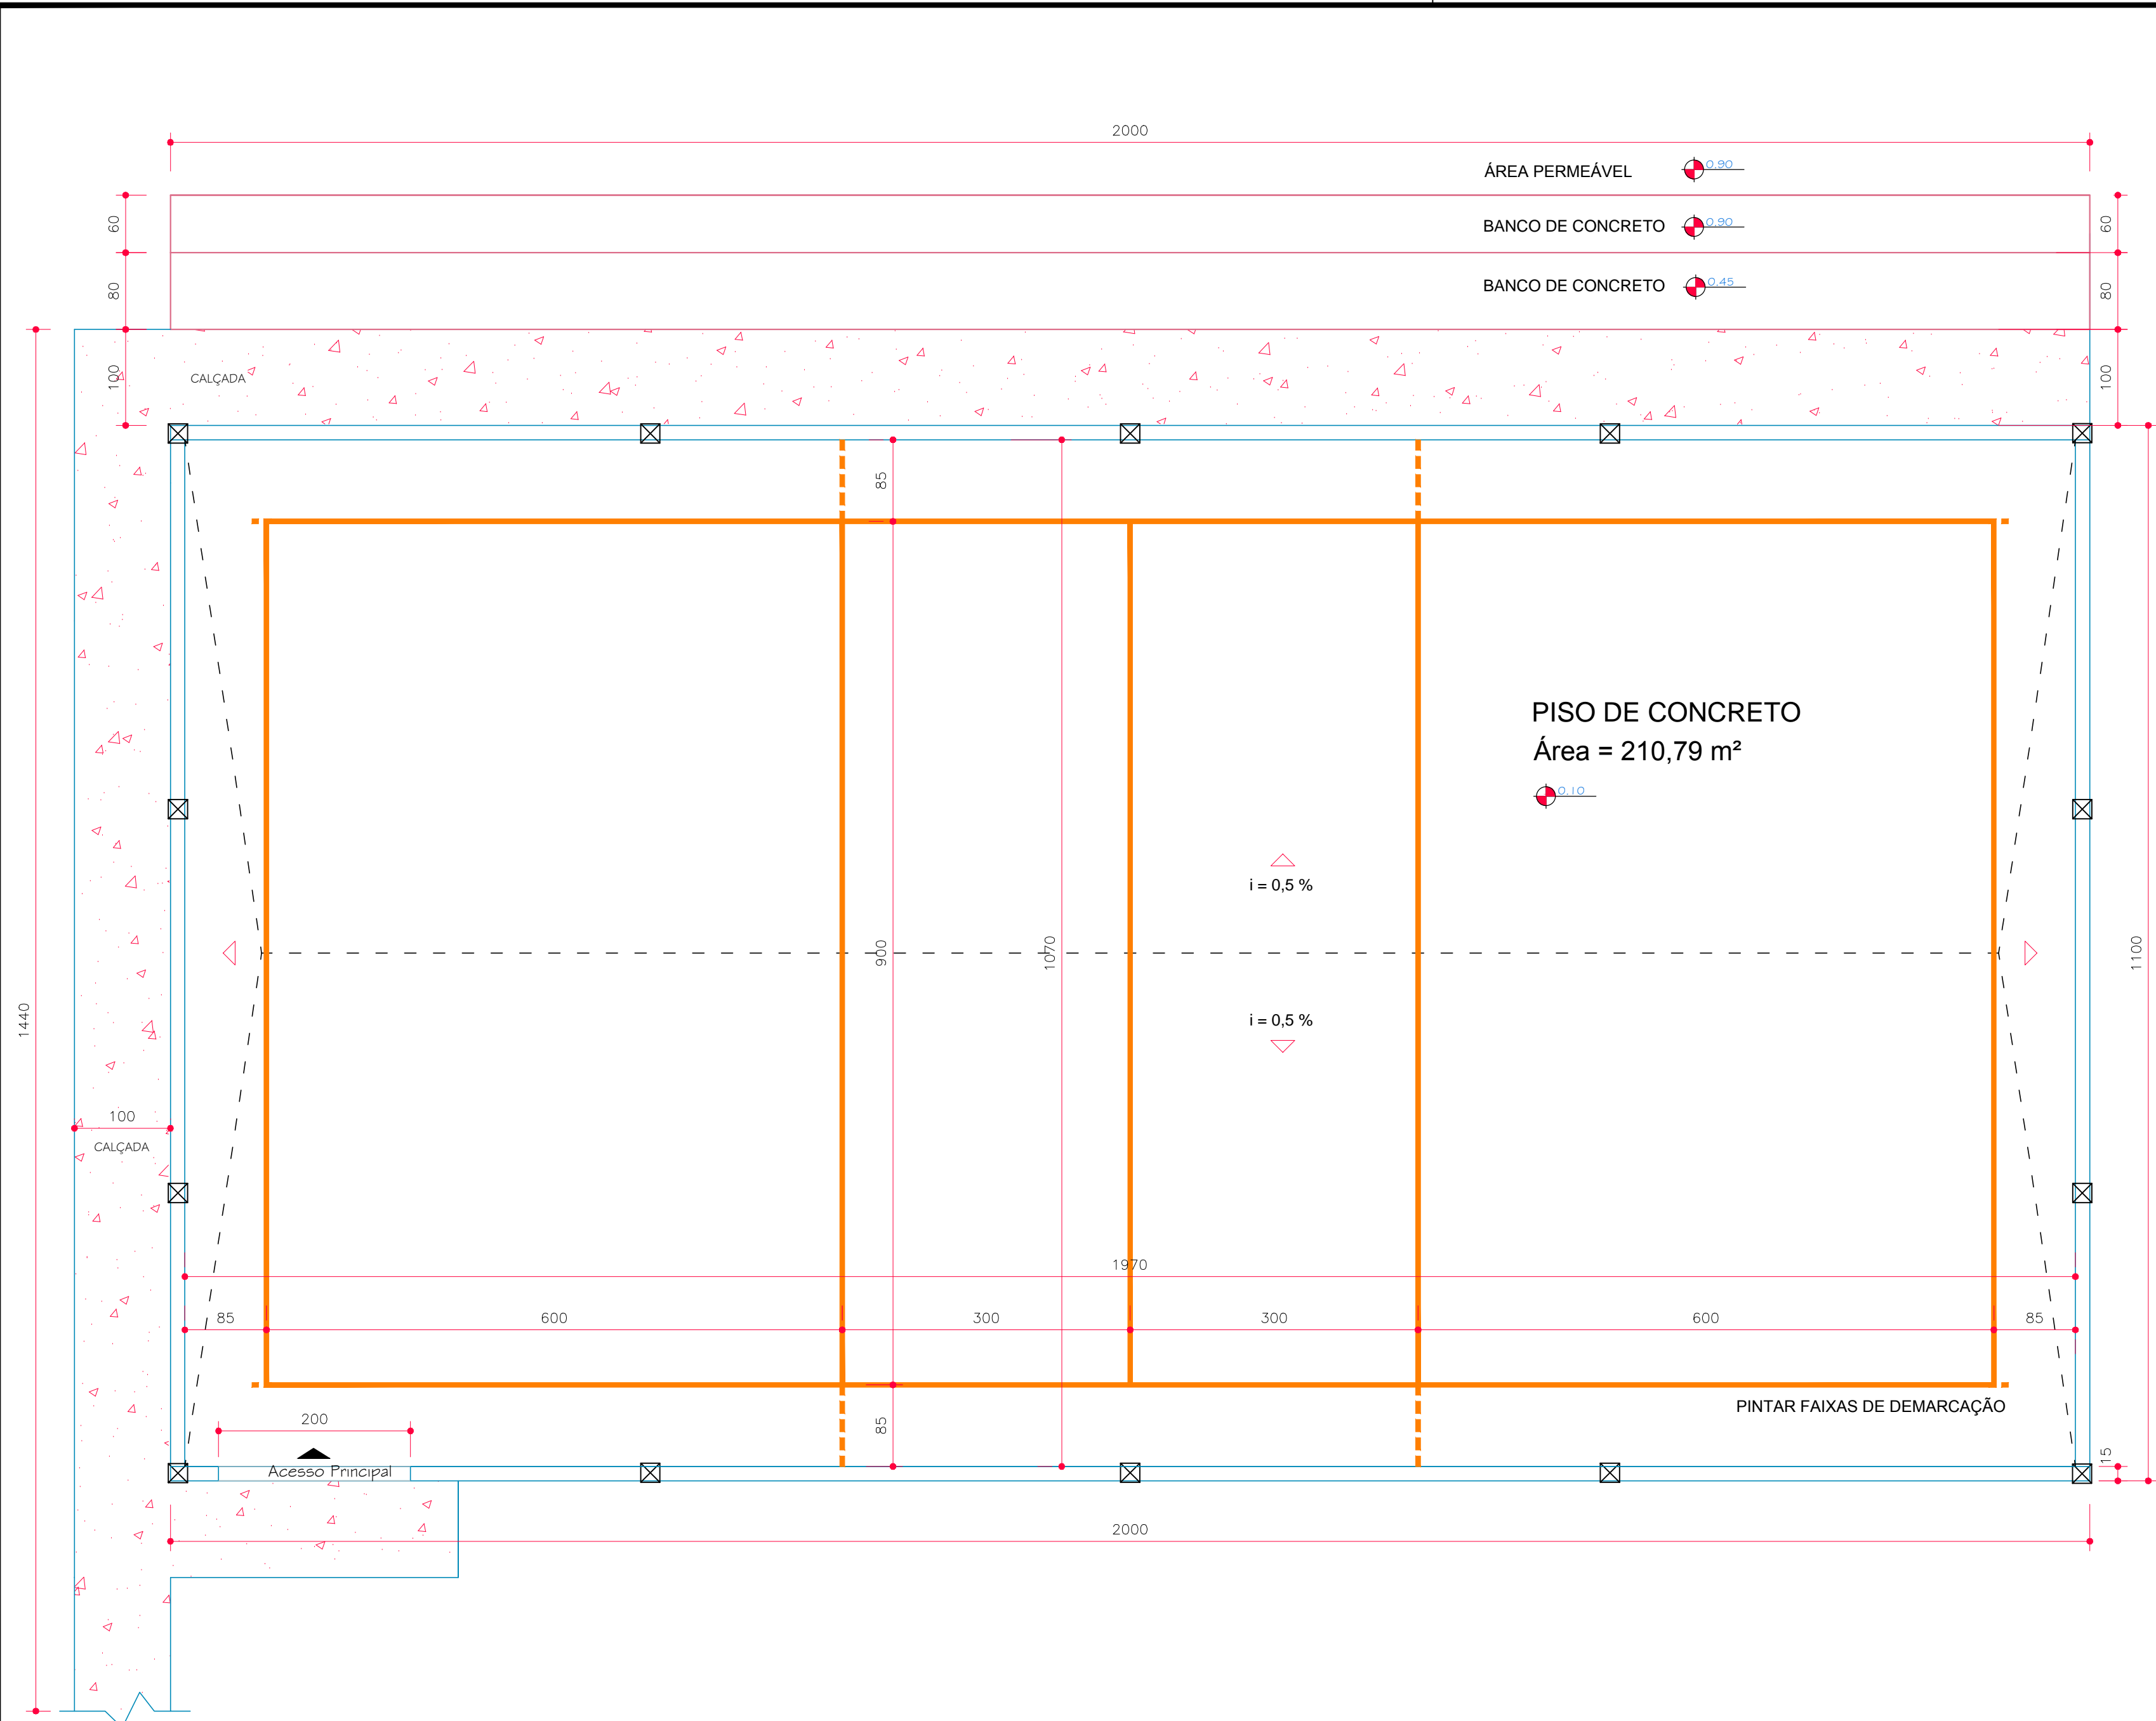 2000
ÁREA PERMEÁVEL 0.90
60 BANCO DE CONCRETO 0.90 60
80 BANCO DE CONCRETO 0.45 80
100 CALÇADA 100
85
PISO DE CONCRETO
Área = 210,79 m²
0.10
i = 0,5 %
900 1070 1100
1440 i = 0,5 %
100
CALÇADA
1970
85 600 300 300 600 85
PINTAR FAIXAS DE DEMARCAÇÃO
200 85
Acesso Principal 15
2000